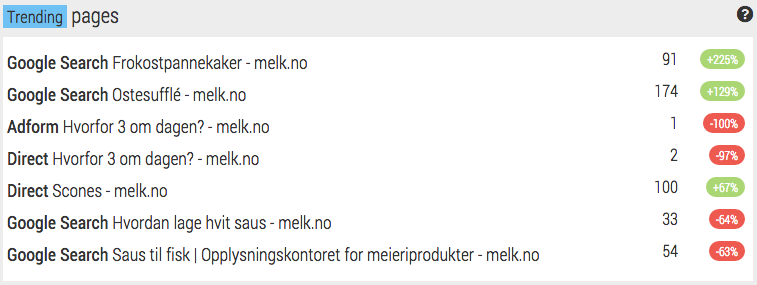 Trending pages ?
Google Search Frokostpannekaker - melk.no 91 +225%
Google Search Ostesufflé - melk.no 174 +129%
Adform Hvorfor 3 om dagen? - melk.no 1 -100%
Direct Hvorfor 3 om dagen? - melk.no 2 -97%
Direct Scones - melk.no 100 +67%
Google Search Hvordan lage hvit saus - melk.no 33 -64%
Google Search Saus til fisk | Opplysningskontoret for meieriprodukter - melk.no 54 -63%